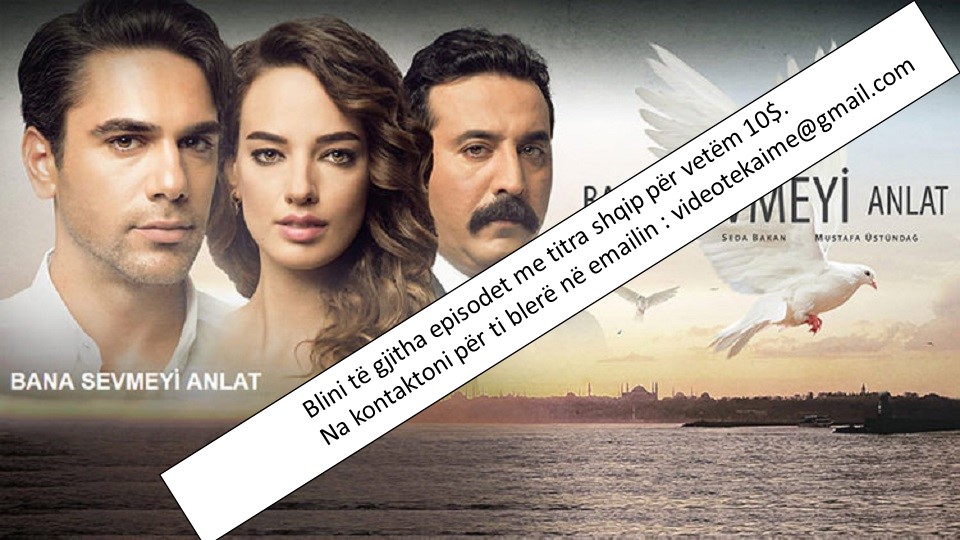 ANLAT
SEDA BAKAN MUSTAFA ÜSTÜNDAĞ
BANA SEVMEYİ ANLAT
Blini të gjitha episodet me titra shqip për vetëm 10$.
Na kontaktoni për ti blerë në emailin : videotekaime@gmail.com